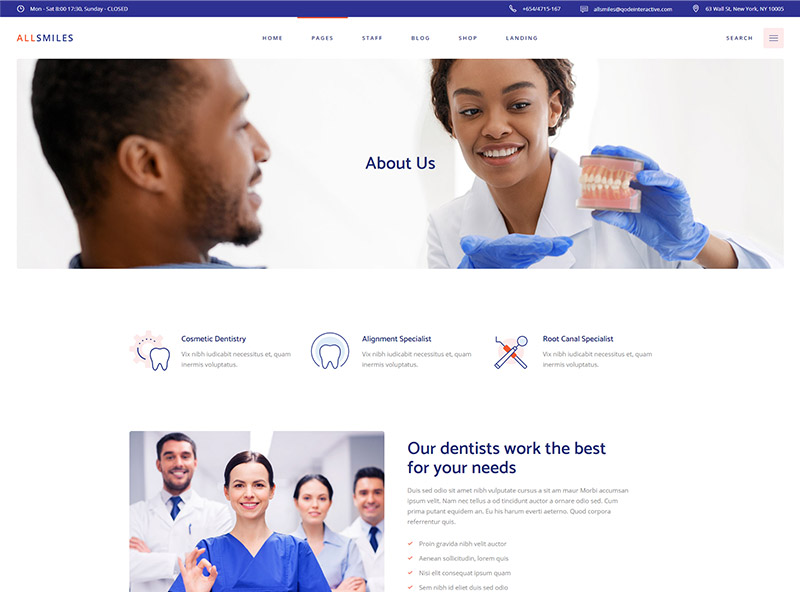 Mon - Sat 8:00 17:30, Sunday - CLOSED
+654/4715-167
allsmiles@qodeinteractive.com
63 Wall St, New York, NY 10005
ALLSMILES
HOME
PAGES
STAFF
BLOG
SHOP
LANDING
SEARCH
About Us
Cosmetic Dentistry
Vix nibh iudicabit necessitus et, quam
inermis voluptatus.
Alignment Specialist
Vix nibh iudicabit necessitus et, quam
inermis voluptatus.
Root Canal Specialist
Vix nibh iudicabit necessitus et, quam
inermis voluptatus.
Our dentists work the best
for your needs
Duis sed odio sit amet nibh vulputate cursus a sit am maur Morbi accumsan
ipsum velit. Nam nec tellus a od tincidunt auctor a ornare odio sed. Cum
prima putant equidem an. Eu his harum everti aeterno. Quod corpora
referrentur quis.
Proin gravida nibh velit auctor
Aenean sollicitudin, lorem quis
Nisi elit consequat ipsum quam
Sem nibh id eliet duis sed odio